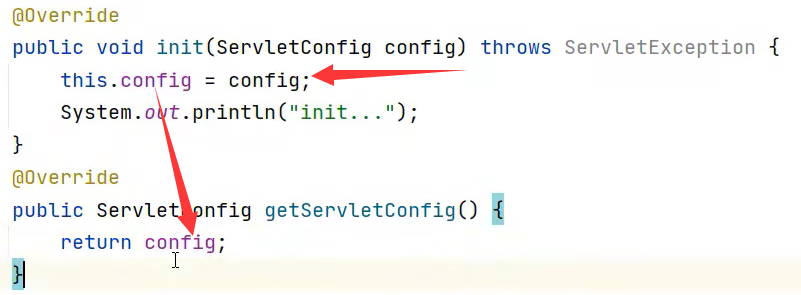 @Override
public void init(ServletConfig config) throws ServletException {
this.config = config;
System.out.println("init...");
}
@Override
public ServletConfig getServletConfig() {
return config;
}